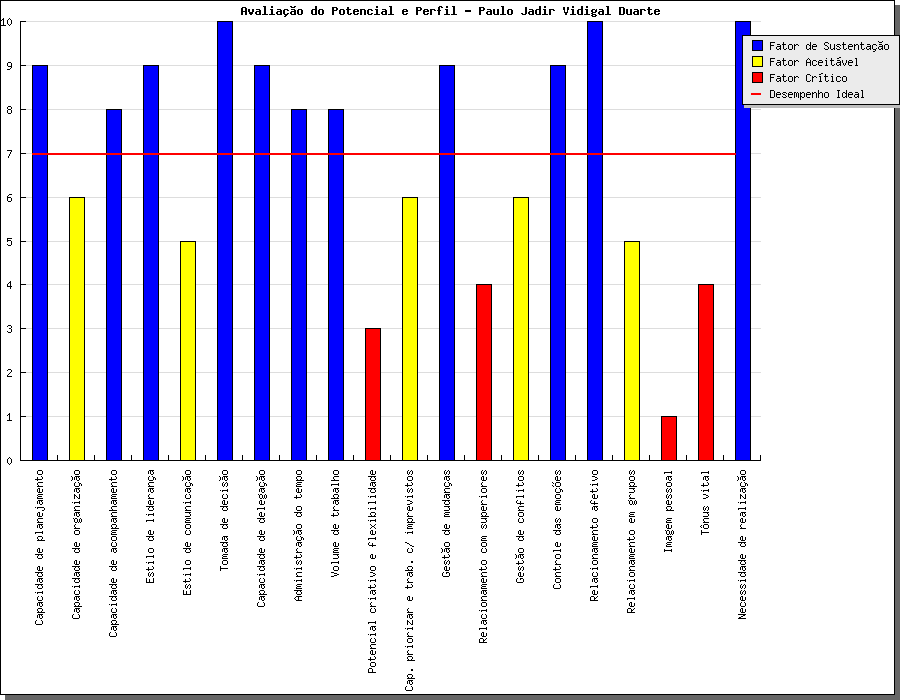 Avaliação do Potencial e Perfil - Paulo Jadir Vidigal Duarte
10
9
8
7
6
5
4
3
2
1
0
Fator de Sustentação
Fator Aceitável
Fator Crítico
Desempenho Ideal
Capacidade de planejamento
Capacidade de organização
Capacidade de acompanhamento
Estilo de liderança
Estilo de comunicação
Tomada de decisão
Capacidade de delegação
Administração do tempo
Volume de trabalho
Potencial criativo e flexibilidade
Cap. priorizar e trab. c/ imprevistos
Gestão de mudanças
Relacionamento com superiores
Gestão de conflitos
Controle das emoções
Relacionamento afetivo
Relacionamento em grupos
Imagem pessoal
Tônus vital
Necessidade de realização